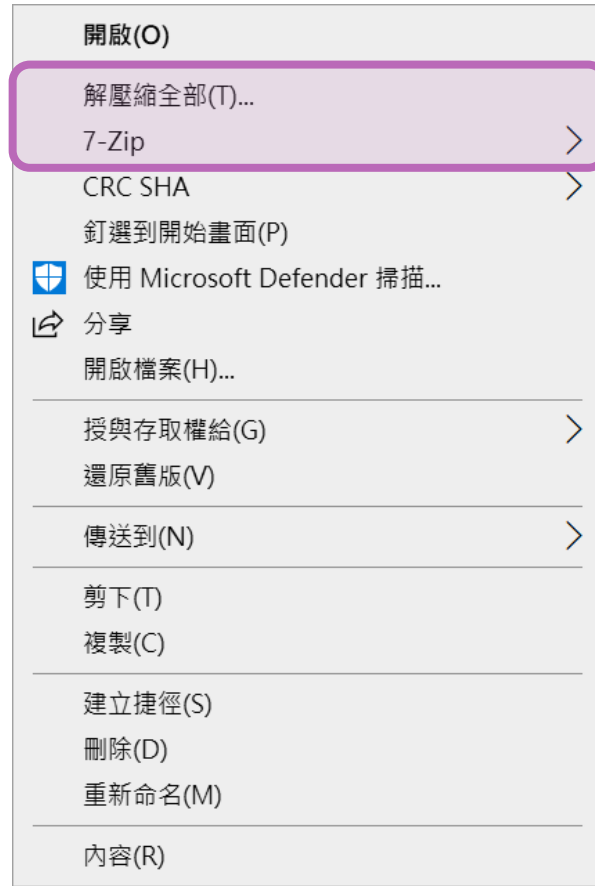 開啟(O)
解壓縮全部(T)...
7-Zip
CRC SHA
釘選到開始畫面(P)
使用 Microsoft Defender 掃描...
分享
開啟檔案(H)...
授與存取權給(G)
還原舊版(V)
傳送到(N)
剪下(T)
複製(C)
建立捷徑(S)
刪除(D)
重新命名(M)
內容(R)